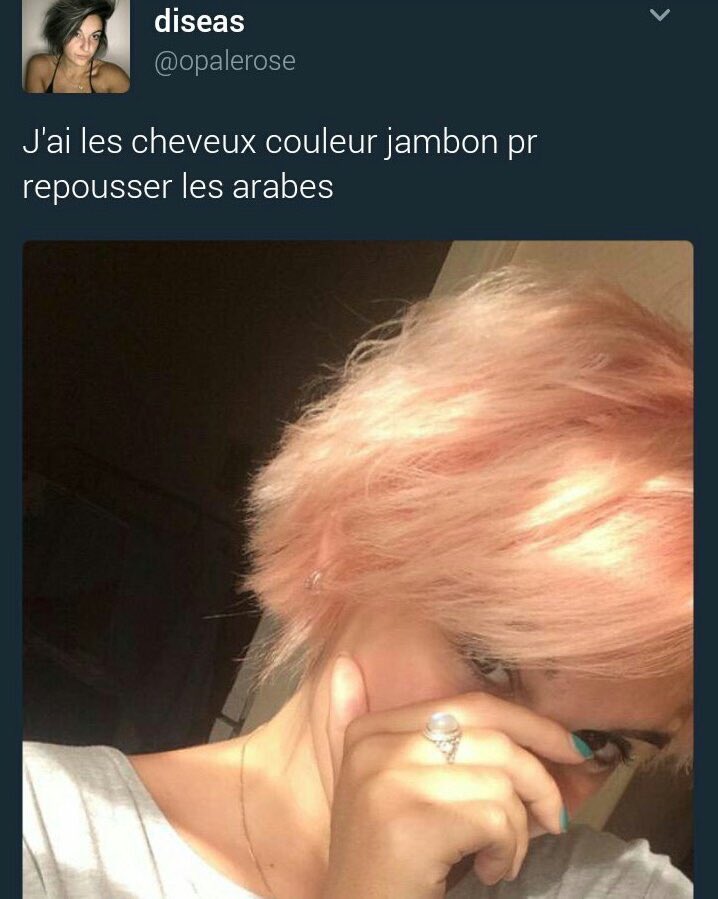 diseas
@opalerose
J'ai les cheveux couleur jambon pr
repousser les arabes